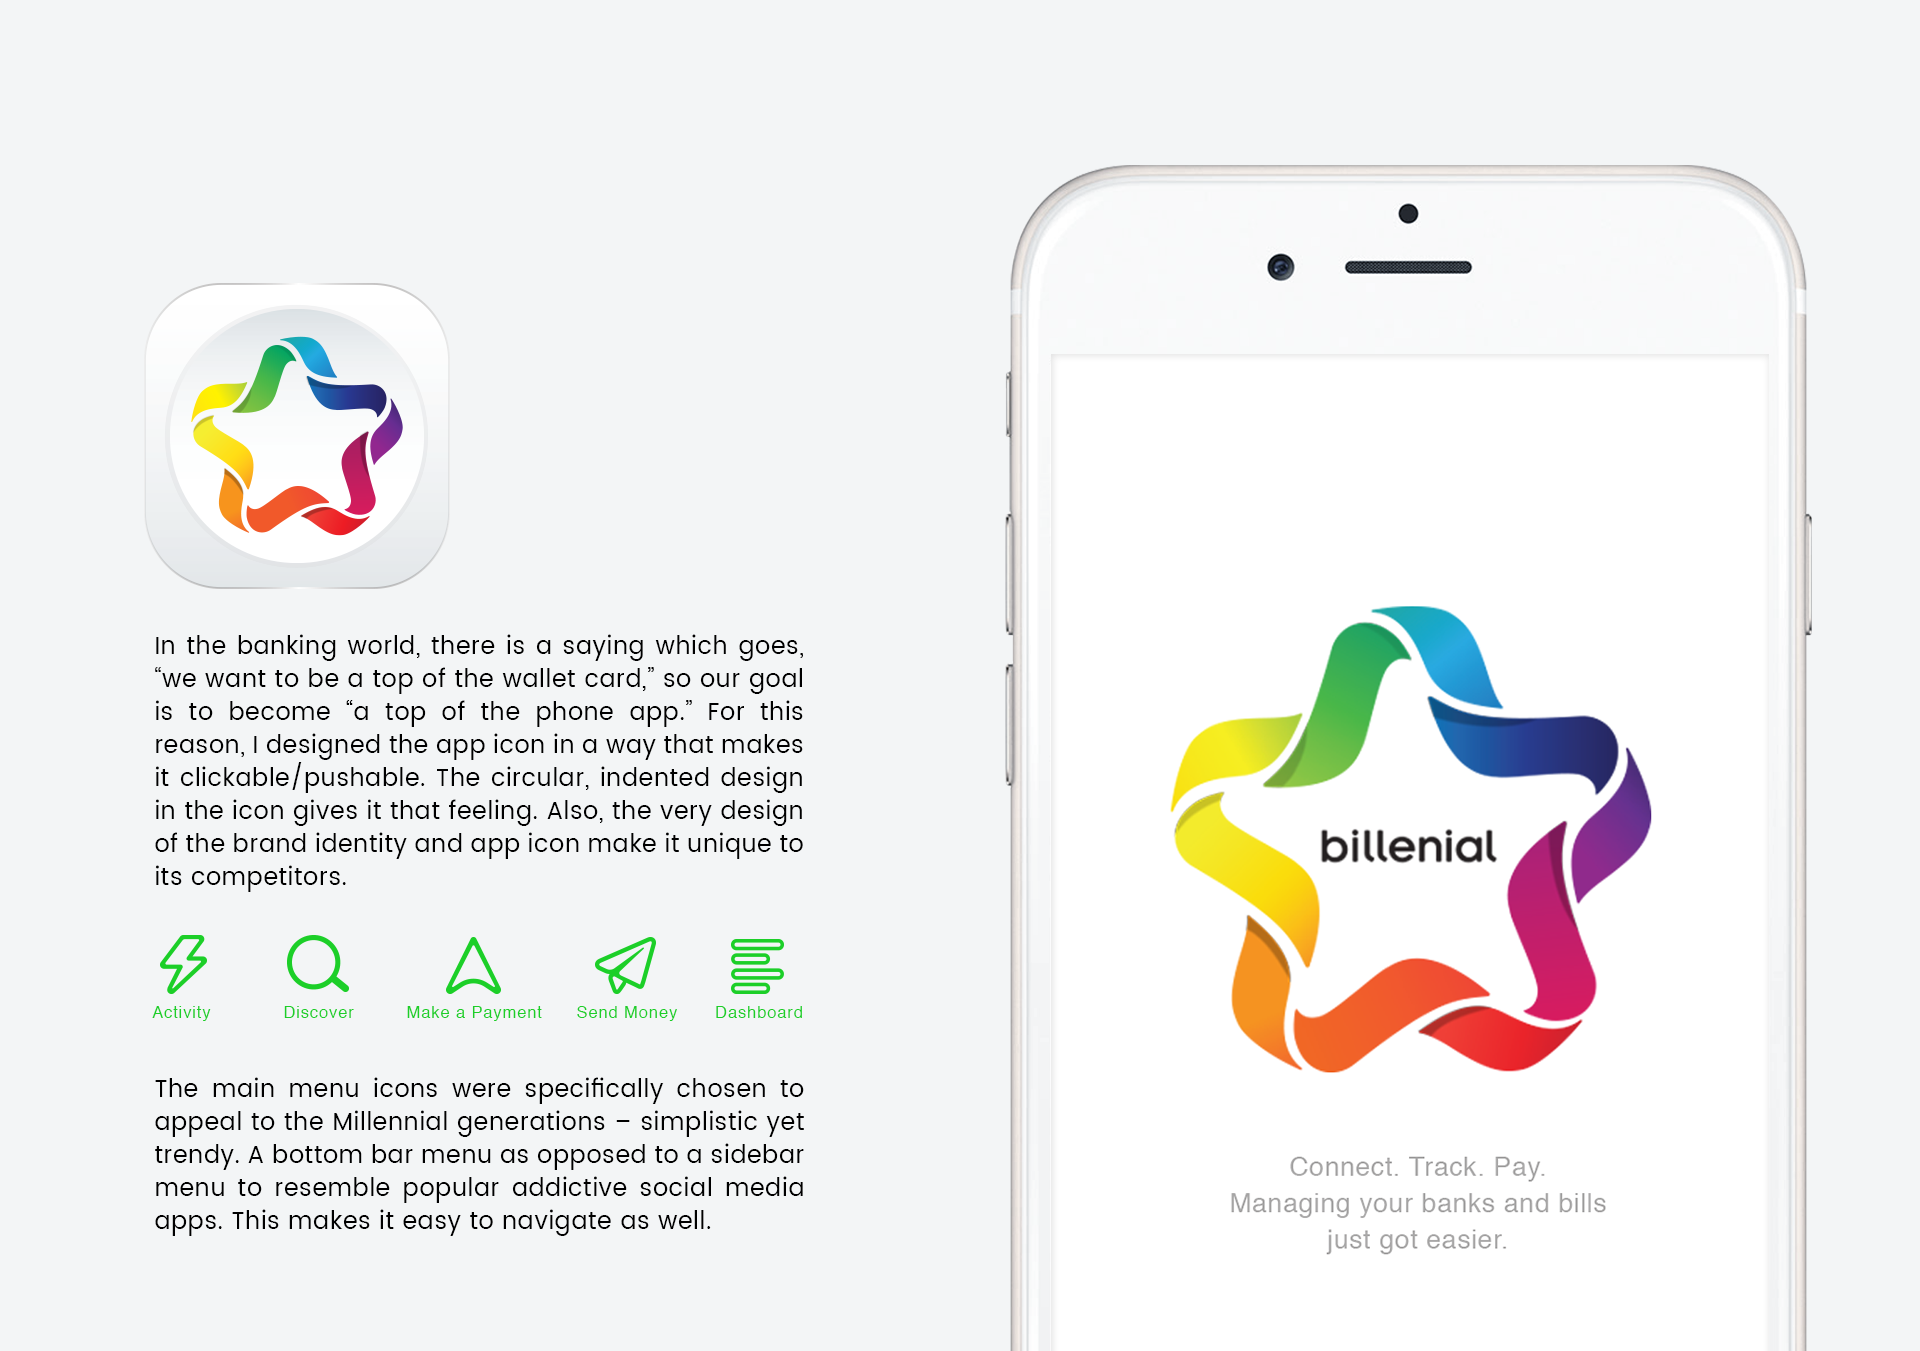 In the banking world, there is a saying which goes,
“we want to be a top of the wallet card,” so our goal
is to become “a top of the phone app.” For this
reason, I designed the app icon in a way that makes
it clickable/pushable. The circular, indented design
in the icon gives it that feeling. Also, the very design
of the brand identity and app icon make it unique to
its competitors.
Activity
Discover
Make a Payment
Send Money
Dashboard
The main menu icons were specifically chosen to
appeal to the Millennial generations – simplistic yet
trendy. A bottom bar menu as opposed to a sidebar
menu to resemble popular addictive social media
apps. This makes it easy to navigate as well.
billenial
Connect. Track. Pay.
Managing your banks and bills
just got easier.